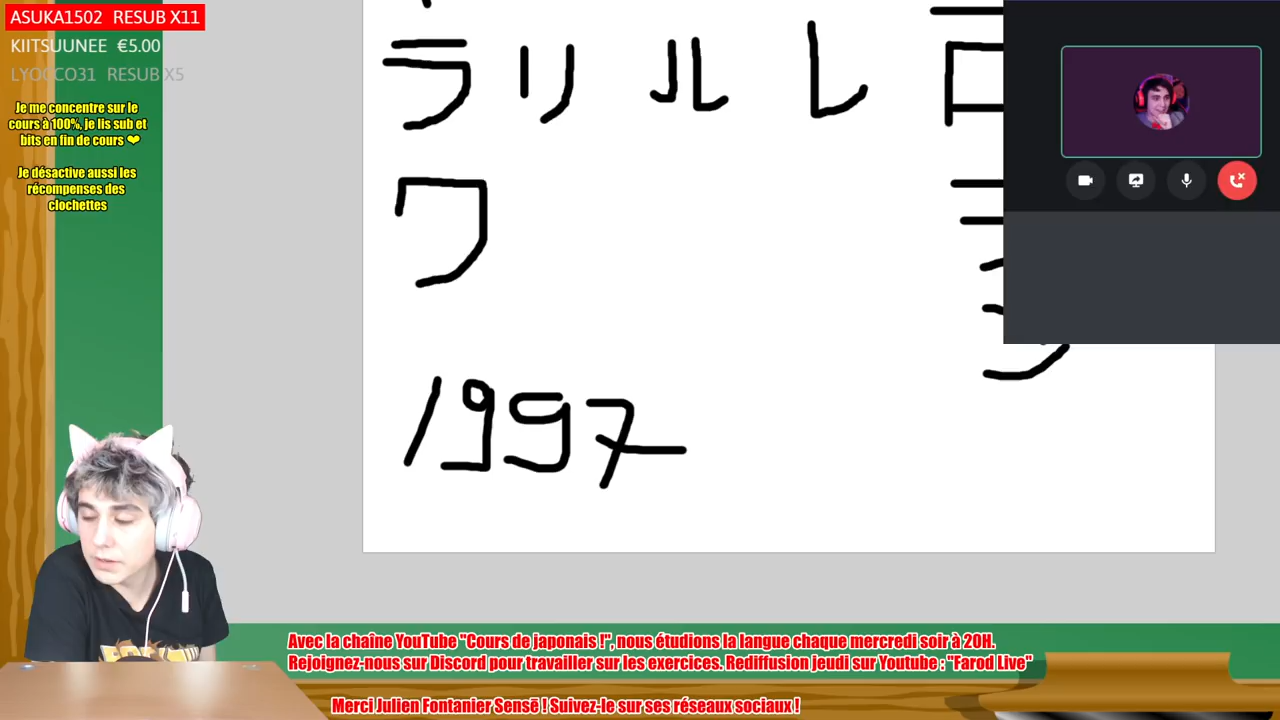 ASUKA1502 RESUB X11
KIITSUUNEE €5.00
LYOCCO31 RESUB X5
Je me concentre sur le
cours à 100%, je lis sub et
bits en fin de cours ❤
Je désactive aussi les
récompenses des
clochettes
ラリルレロ
ワ
1997
Avec la chaîne YouTube "Cours de japonais !", nous étudions la langue chaque mercredi soir à 20H.
Rejoignez-nous sur Discord pour travailler sur les exercices. Rediffusion jeudi sur Youtube : "Farod Live"
Merci Julien Fontanier Sensē ! Suivez-le sur ses réseaux sociaux !